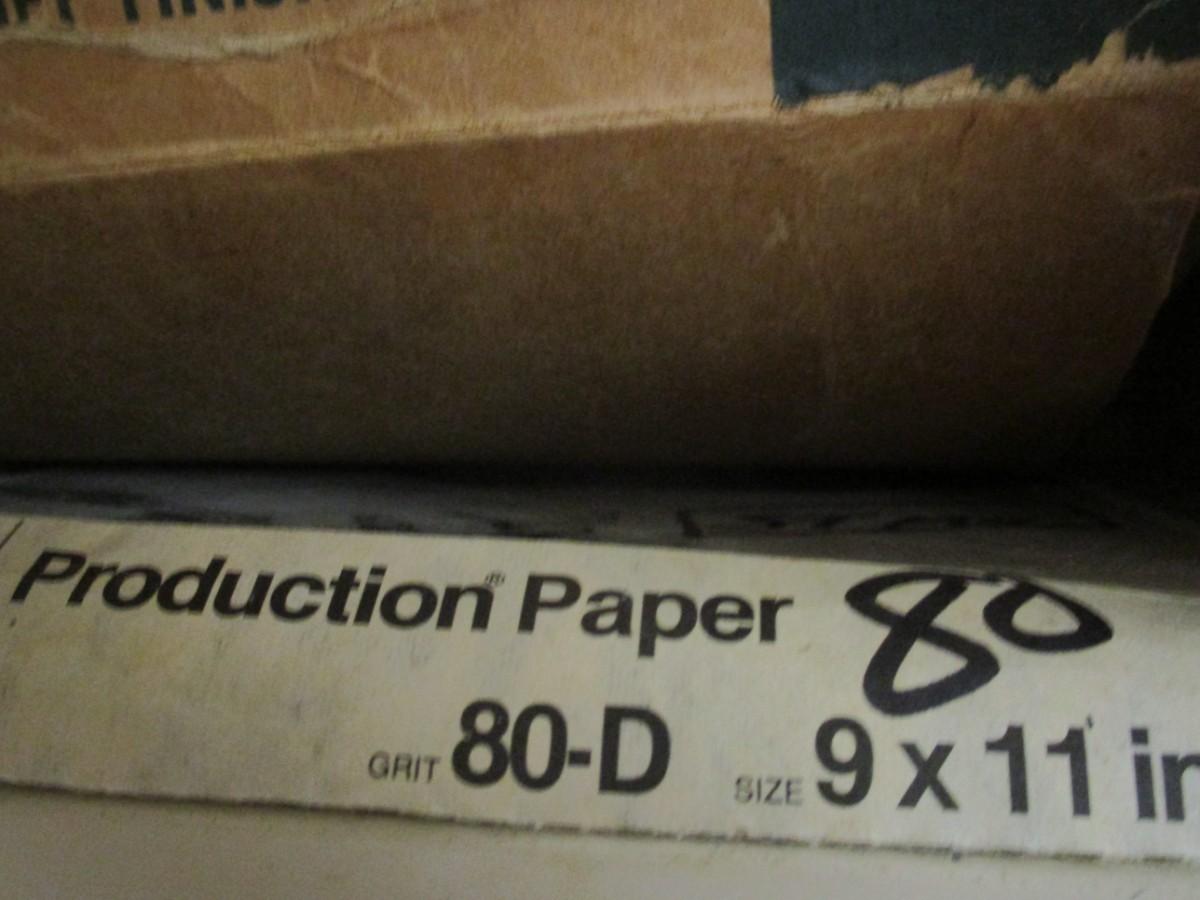 Production® Paper 80
GRIT 80-D SIZE 9 x 11 in